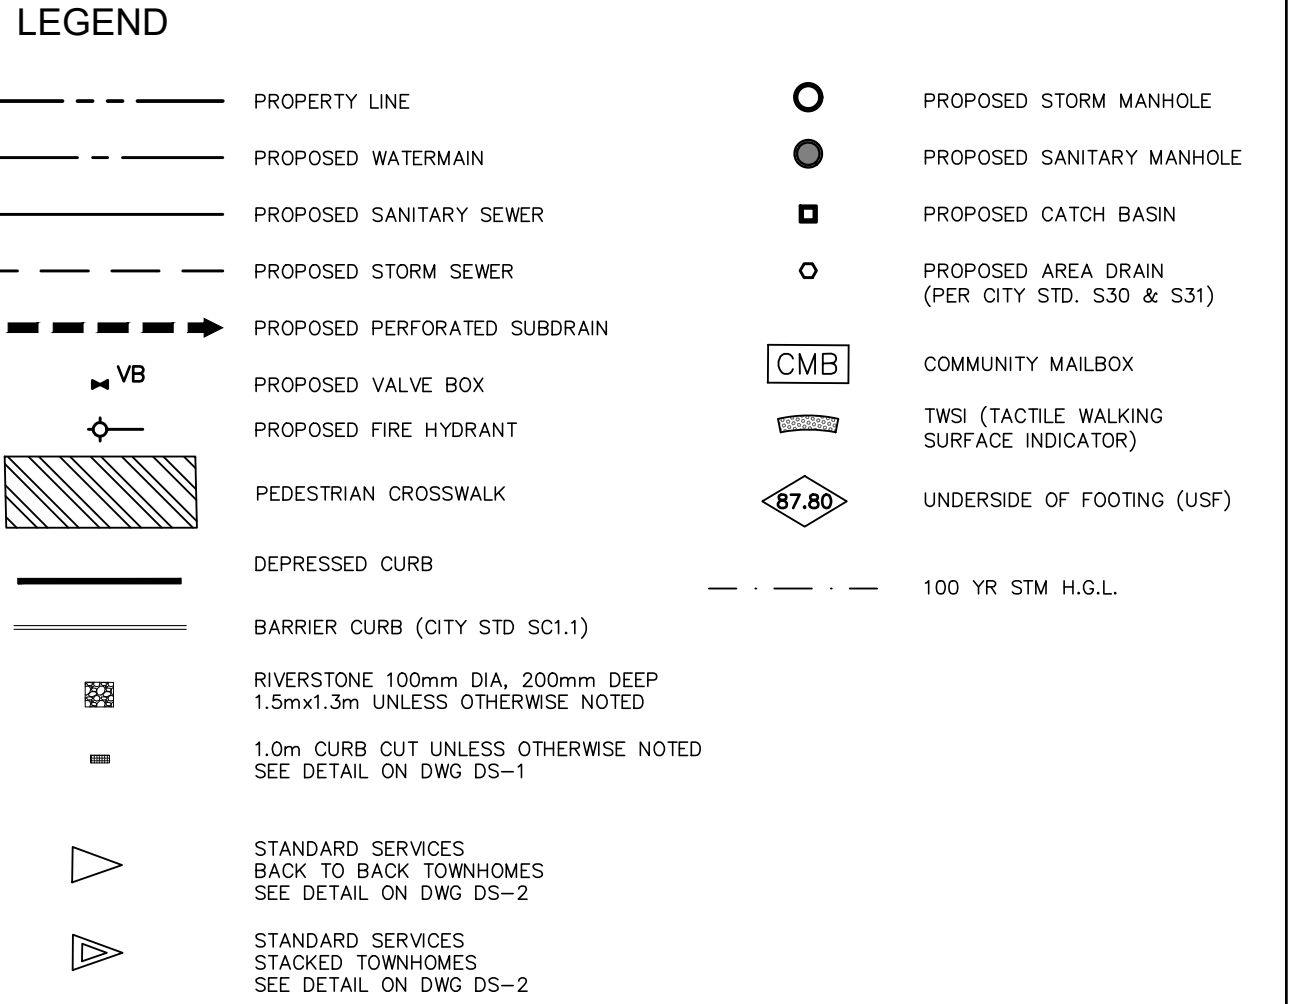 LEGEND
PROPERTY LINE
PROPOSED WATERMAIN
PROPOSED SANITARY SEWER
PROPOSED STORM SEWER
PROPOSED PERFORATED SUBDRAIN
VB
PROPOSED VALVE BOX
PROPOSED FIRE HYDRANT
PEDESTRIAN CROSSWALK
DEPRESSED CURB
BARRIER CURB (CITY STD SC1.1)
RIVERSTONE 100mm DIA, 200mm DEEP
1.5mx1.3m UNLESS OTHERWISE NOTED
1.0m CURB CUT UNLESS OTHERWISE NOTED
SEE DETAIL ON DWG DS-1
STANDARD SERVICES
BACK TO BACK TOWNHOMES
SEE DETAIL ON DWG DS-2
STANDARD SERVICES
STACKED TOWNHOMES
SEE DETAIL ON DWG DS-2
PROPOSED STORM MANHOLE
PROPOSED SANITARY MANHOLE
PROPOSED CATCH BASIN
PROPOSED AREA DRAIN
(PER CITY STD. S30 & S31)
CMB
COMMUNITY MAILBOX
TWSI (TACTILE WALKING
SURFACE INDICATOR)
87.80
UNDERSIDE OF FOOTING (USF)
100 YR STM H.G.L.